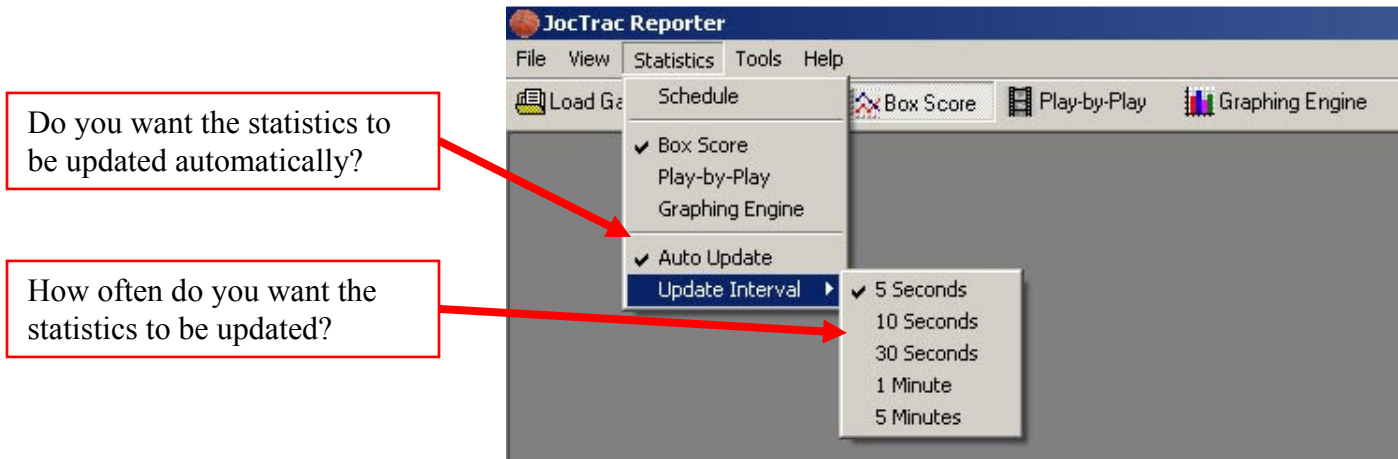 JocTrac Reporter
File View Statistics Tools Help
Load Ga Box Score Play-by-Play Graphing Engine
Schedule
Box Score
Play-by-Play
Graphing Engine
Auto Update
Update Interval
5 Seconds
10 Seconds
30 Seconds
1 Minute
5 Minutes
Do you want the statistics to
be updated automatically?
How often do you want the
statistics to be updated?